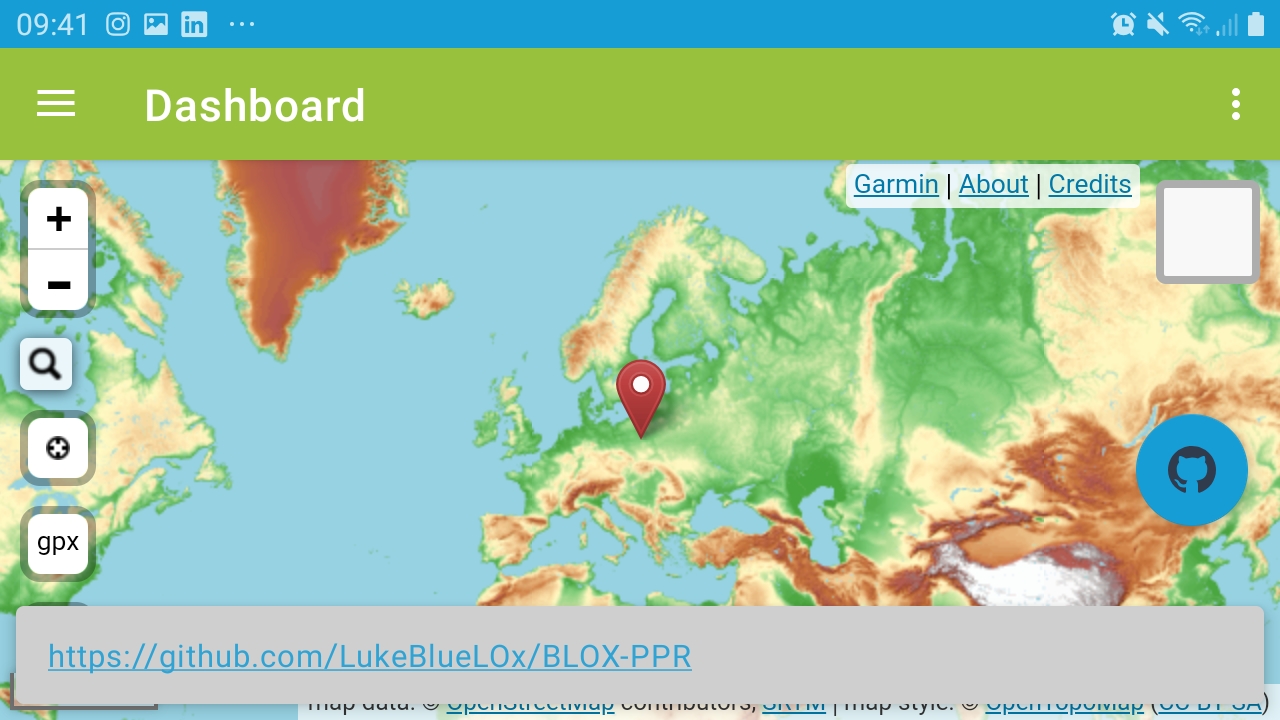 09:41
Dashboard
Garmin | About | Credits
+
-
gpx
https://github.com/LukeBlueLOx/BLOX-PPR
map data: © OpenStreetMap contributors, SRTM | map style: © OpenTopoMap (CC-BY-SA)